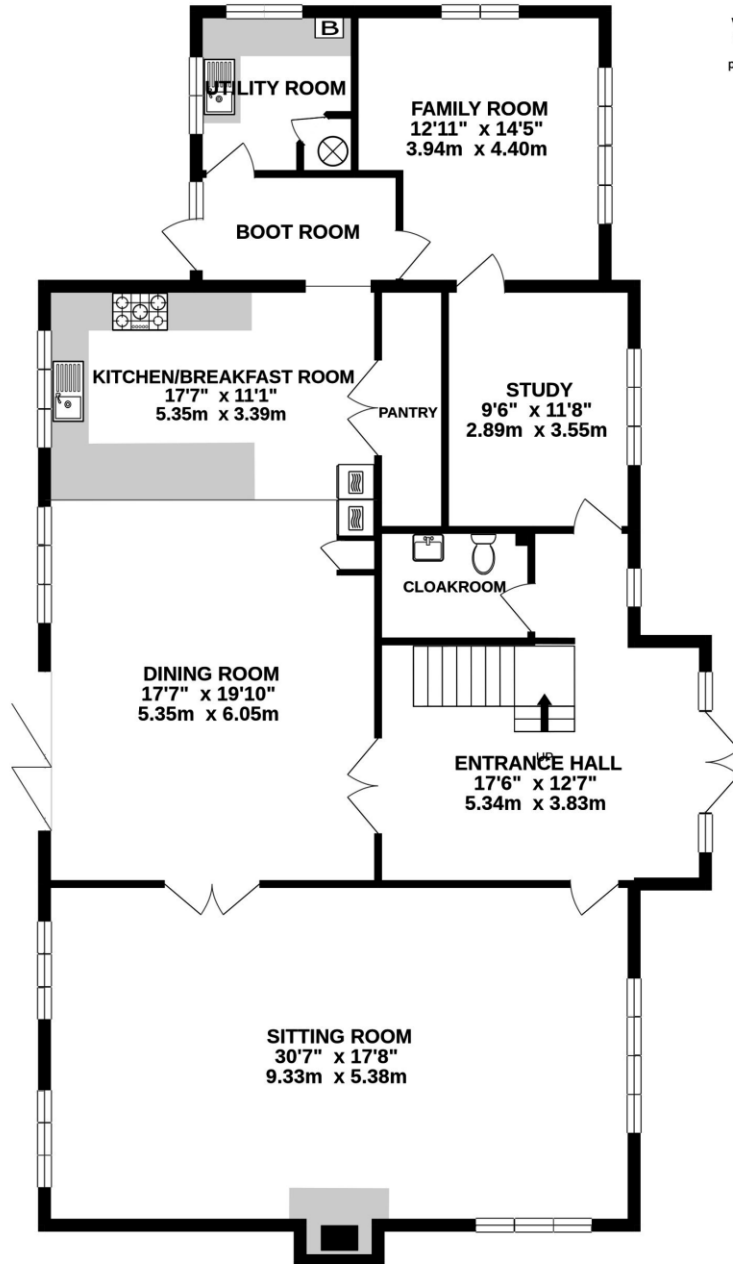 B
UTILITY ROOM
FAMILY ROOM
12'11" x 14'5"
3.94m x 4.40m
BOOT ROOM
KITCHEN/BREAKFAST ROOM
17'7" x 11'1"
5.35m x 3.39m
PANTRY
STUDY
9'6" x 11'8"
2.89m x 3.55m
CLOAKROOM
DINING ROOM
17'7" x 19'10"
5.35m x 6.05m
UP
ENTRANCE HALL
17'6" x 12'7"
5.34m x 3.83m
SITTING ROOM
30'7" x 17'8"
9.33m x 5.38m